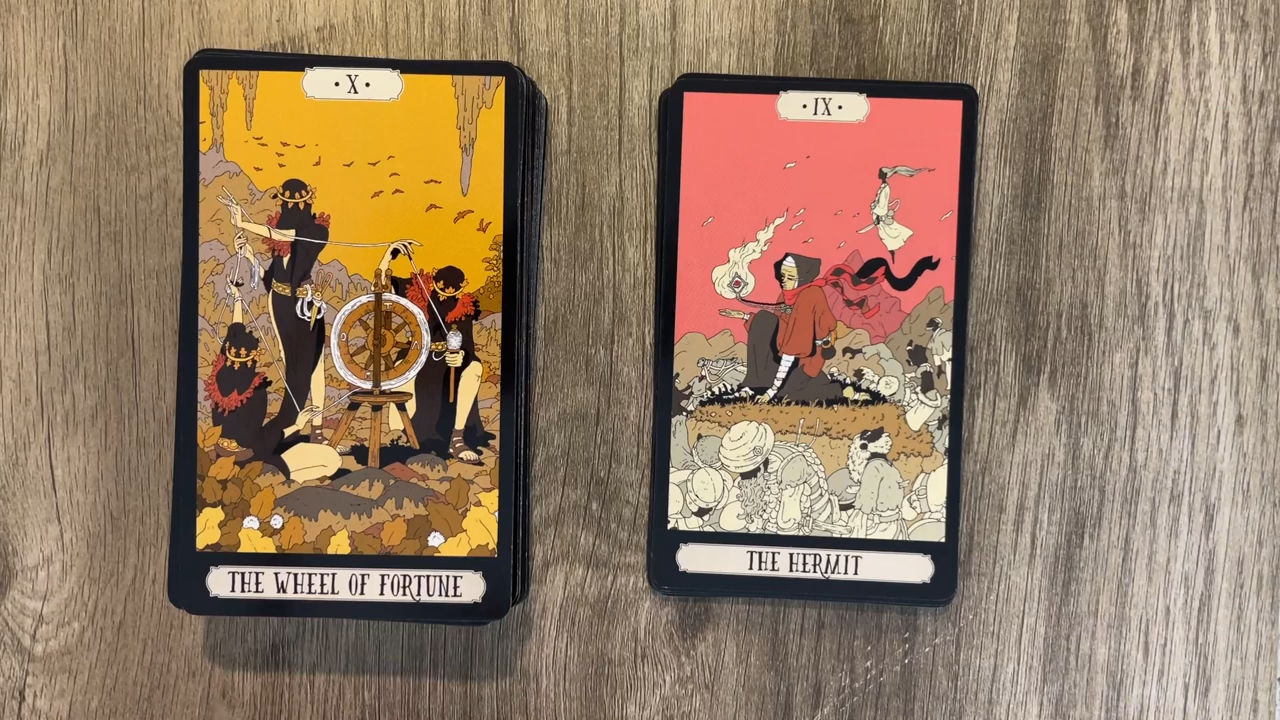 · X ·
THE WHEEL OF FORTUNE
· IX ·
THE HERMIT